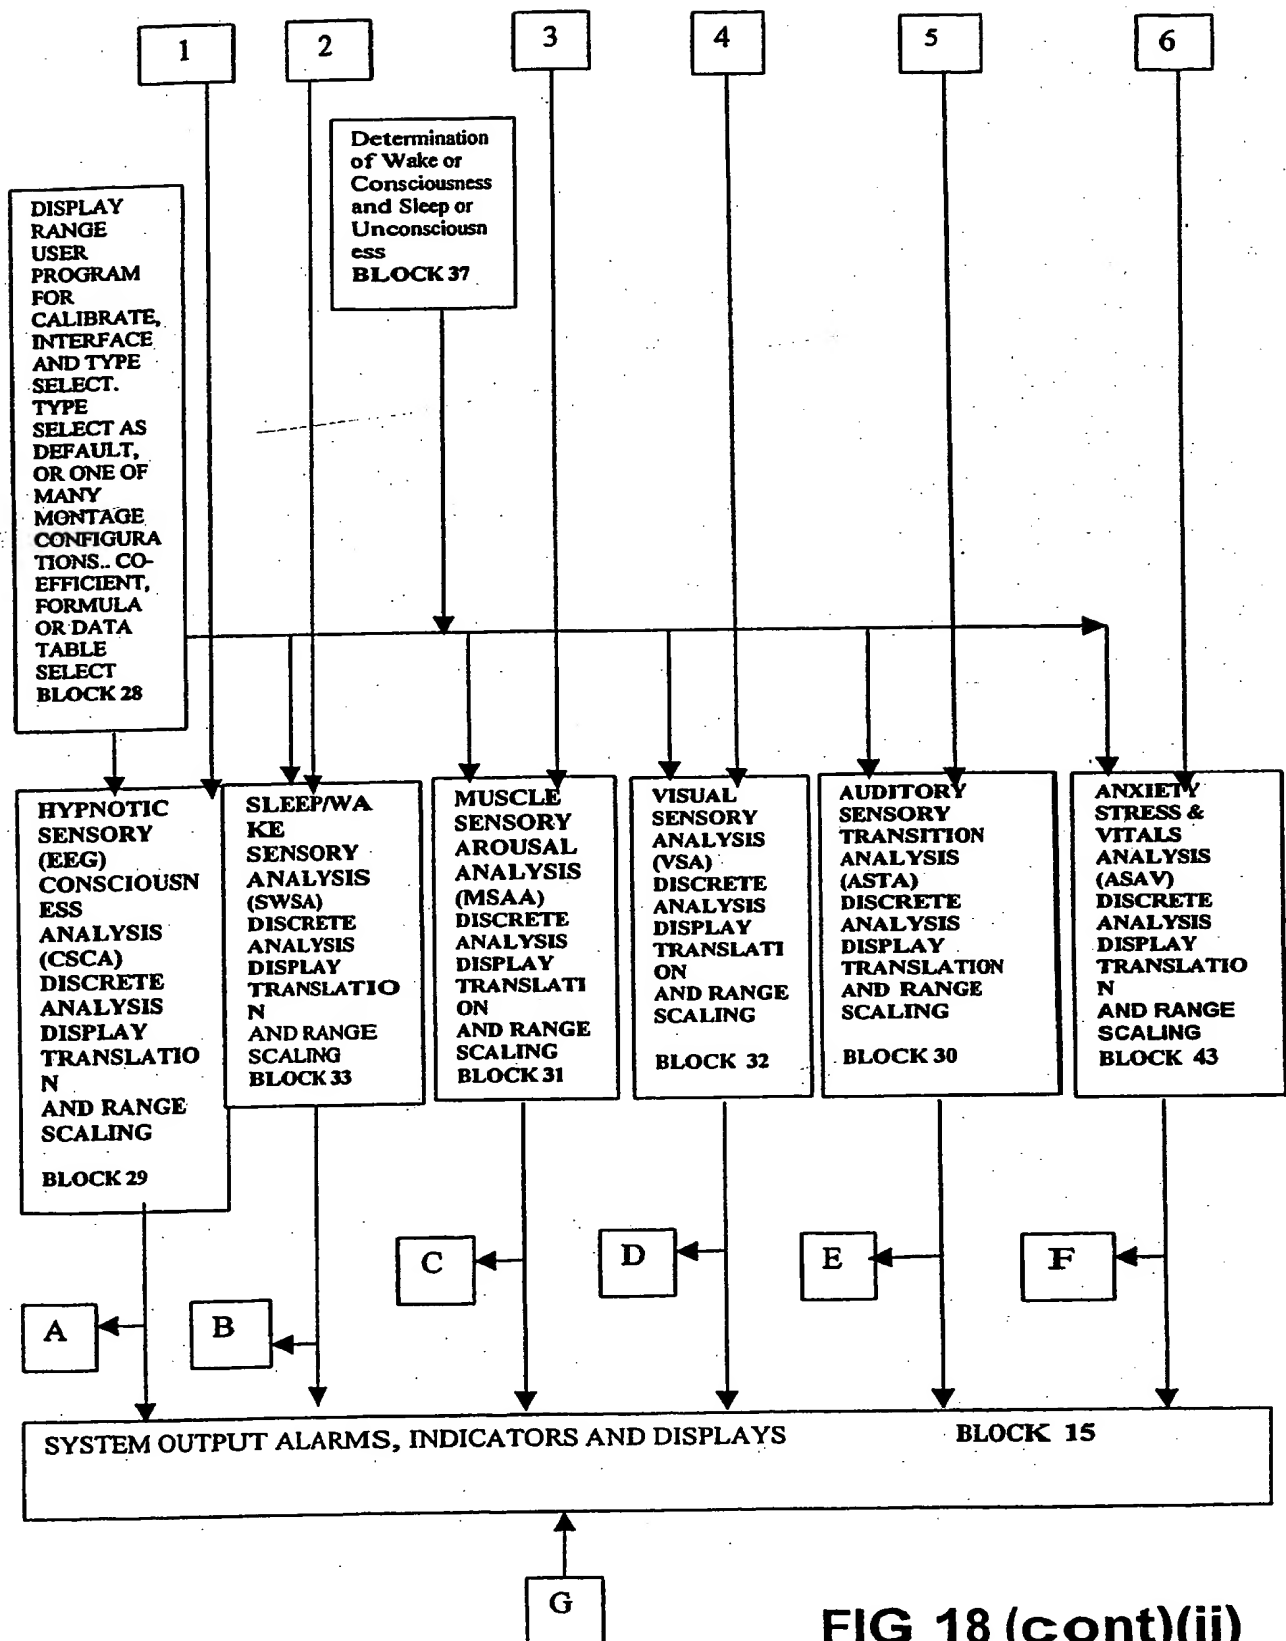 1
2
3
4
5
6
Determination
of Wake or
Consciousness
and Sleep or
Unconsciousn
ess
BLOCK 37
DISPLAY
RANGE
USER
PROGRAM
FOR
CALIBRATE,
INTERFACE
AND TYPE
SELECT.
TYPE
SELECT AS
DEFAULT,
OR ONE OF
MANY
MONTAGE
CONFIGURA
TIONS.. CO-
EFFICIENT,
FORMULA
OR DATA
TABLE
SELECT
BLOCK 28
HYPNOTIC
SENSORY
(EEG)
CONSCIOUSN
ESS
ANALYSIS
(CSCA)
DISCRETE
ANALYSIS
DISPLAY
TRANSLATIO
N
AND RANGE
SCALING
BLOCK 29
SLEEP/WA
KE
SENSORY
ANALYSIS
(SWSA)
DISCRETE
ANALYSIS
DISPLAY
TRANSLATIO
N
AND RANGE
SCALING
BLOCK 33
MUSCLE
SENSORY
AROUSAL
ANALYSIS
(MSAA)
DISCRETE
ANALYSIS
DISPLAY
TRANSLATI
ON
AND RANGE
SCALING
BLOCK 31
VISUAL
SENSORY
ANALYSIS
(VSA)
DISCRETE
ANALYSIS
DISPLAY
TRANSLATI
ON
AND RANGE
SCALING
BLOCK 32
AUDITORY
SENSORY
TRANSITION
ANALYSIS
(ASTA)
DISCRETE
ANALYSIS
DISPLAY
TRANSLATION
AND RANGE
SCALING
BLOCK 30
ANXIETY
STRESS &
VITALS
ANALYSIS
(ASAV)
DISCRETE
ANALYSIS
DISPLAY
TRANSLATIO
N
AND RANGE
SCALING
BLOCK 43
A
B
C
D
E
F
SYSTEM OUTPUT ALARMS, INDICATORS AND DISPLAYS BLOCK 15
G
FIG 18 (cont)(ii)